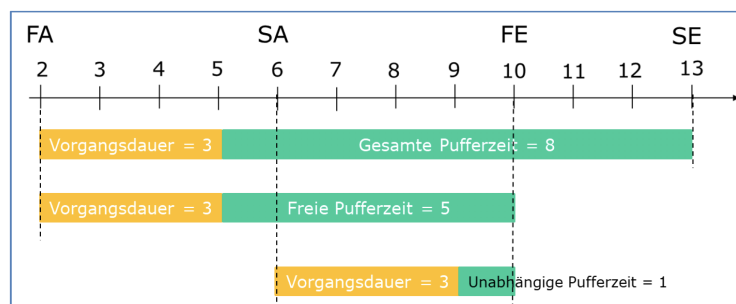 FA SA FE SE
2 3 4 5 6 7 8 9 10 11 12 13
Vorgangsdauer = 3 Gesamte Pufferzeit = 8
Vorgangsdauer = 3 Freie Pufferzeit = 5
Vorgangsdauer = 3 Unabhängige Pufferzeit = 1